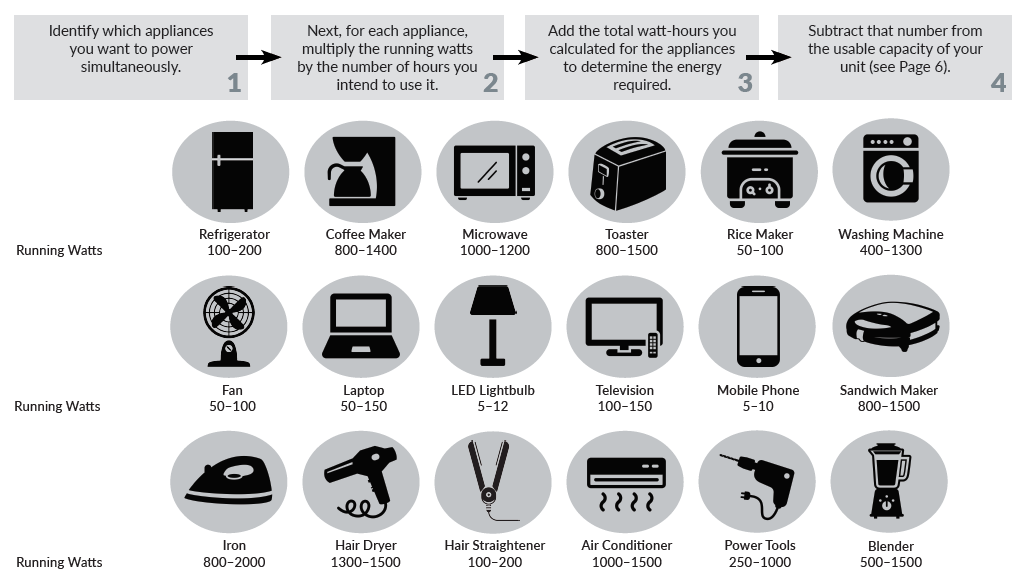 Identify which appliances
you want to power
simultaneously.
1
Next, for each appliance,
multiply the running watts
by the number of hours you
intend to use it.
2
Add the total watt-hours you
calculated for the appliances
to determine the energy
required.
3
Subtract that number from
the usable capacity of your
unit (see Page 6).
4
Refrigerator Coffee Maker Microwave Toaster Rice Maker Washing Machine
Running Watts 100–200 800–1400 1000–1200 800–1500 50–100 400–1300
Fan Laptop LED Lightbulb Television Mobile Phone Sandwich Maker
Running Watts 50–100 50–150 5–12 100–150 5–10 800–1500
Iron Hair Dryer Hair Straightener Air Conditioner Power Tools Blender
Running Watts 800–2000 1300–1500 100–200 1000–1500 250–1000 500–1500